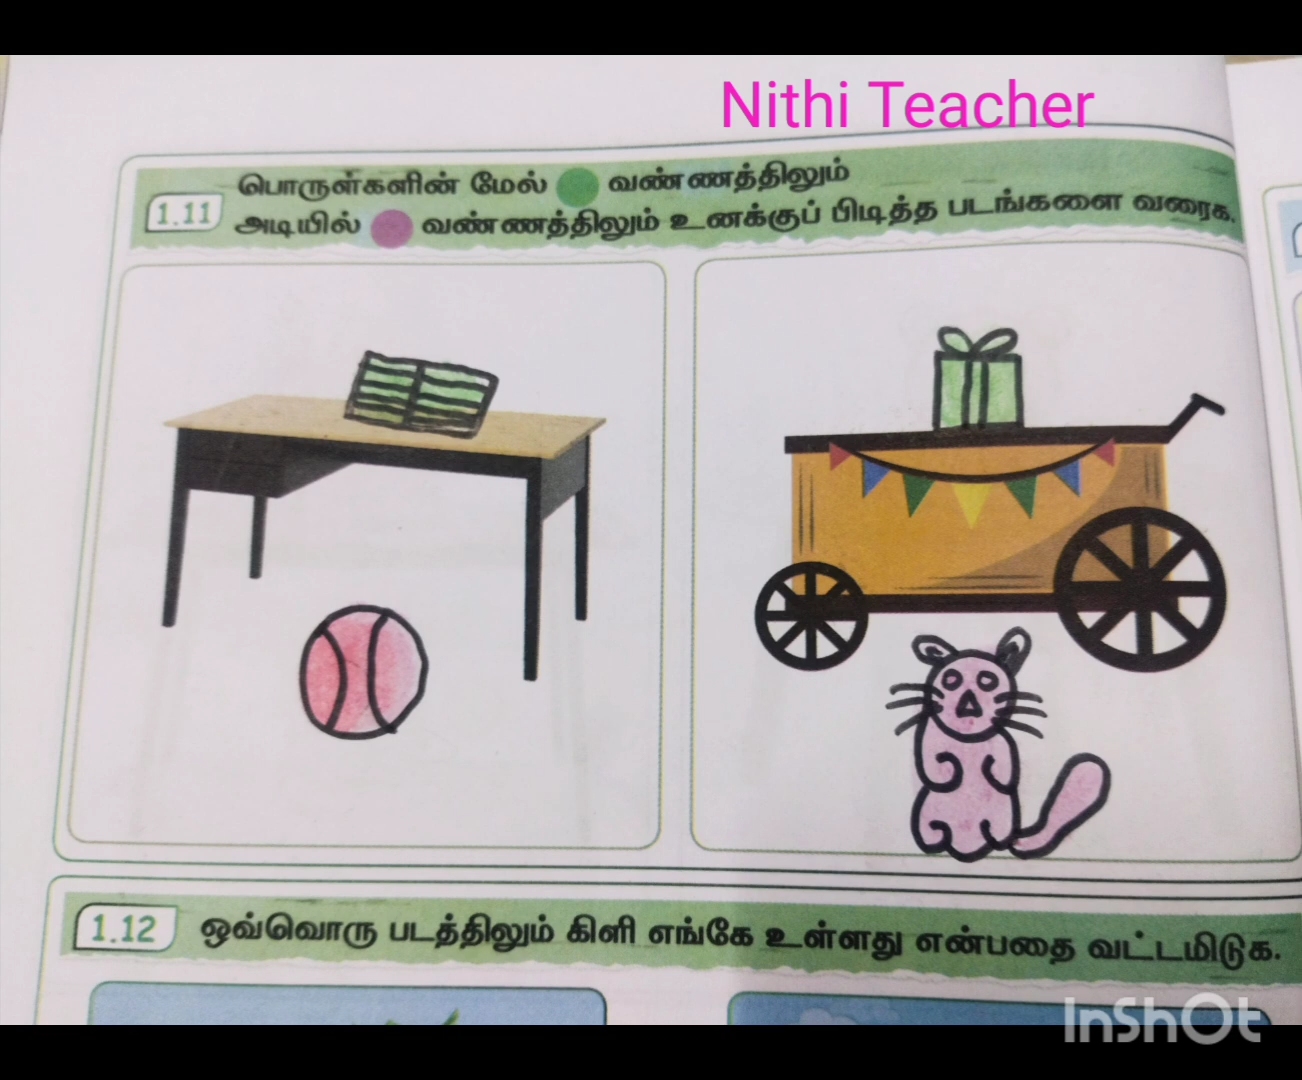 Nithi Teacher
பொருள்களின் மேல் வண்ணத்திலும்
1.11
அடியில் வண்ணத்திலும் உனக்குப் பிடித்த படங்களை வரைக.
1.12 ஒவ்வொரு படத்திலும் கிளி எங்கே உள்ளது என்பதை வட்டமிடுக.
InShOt